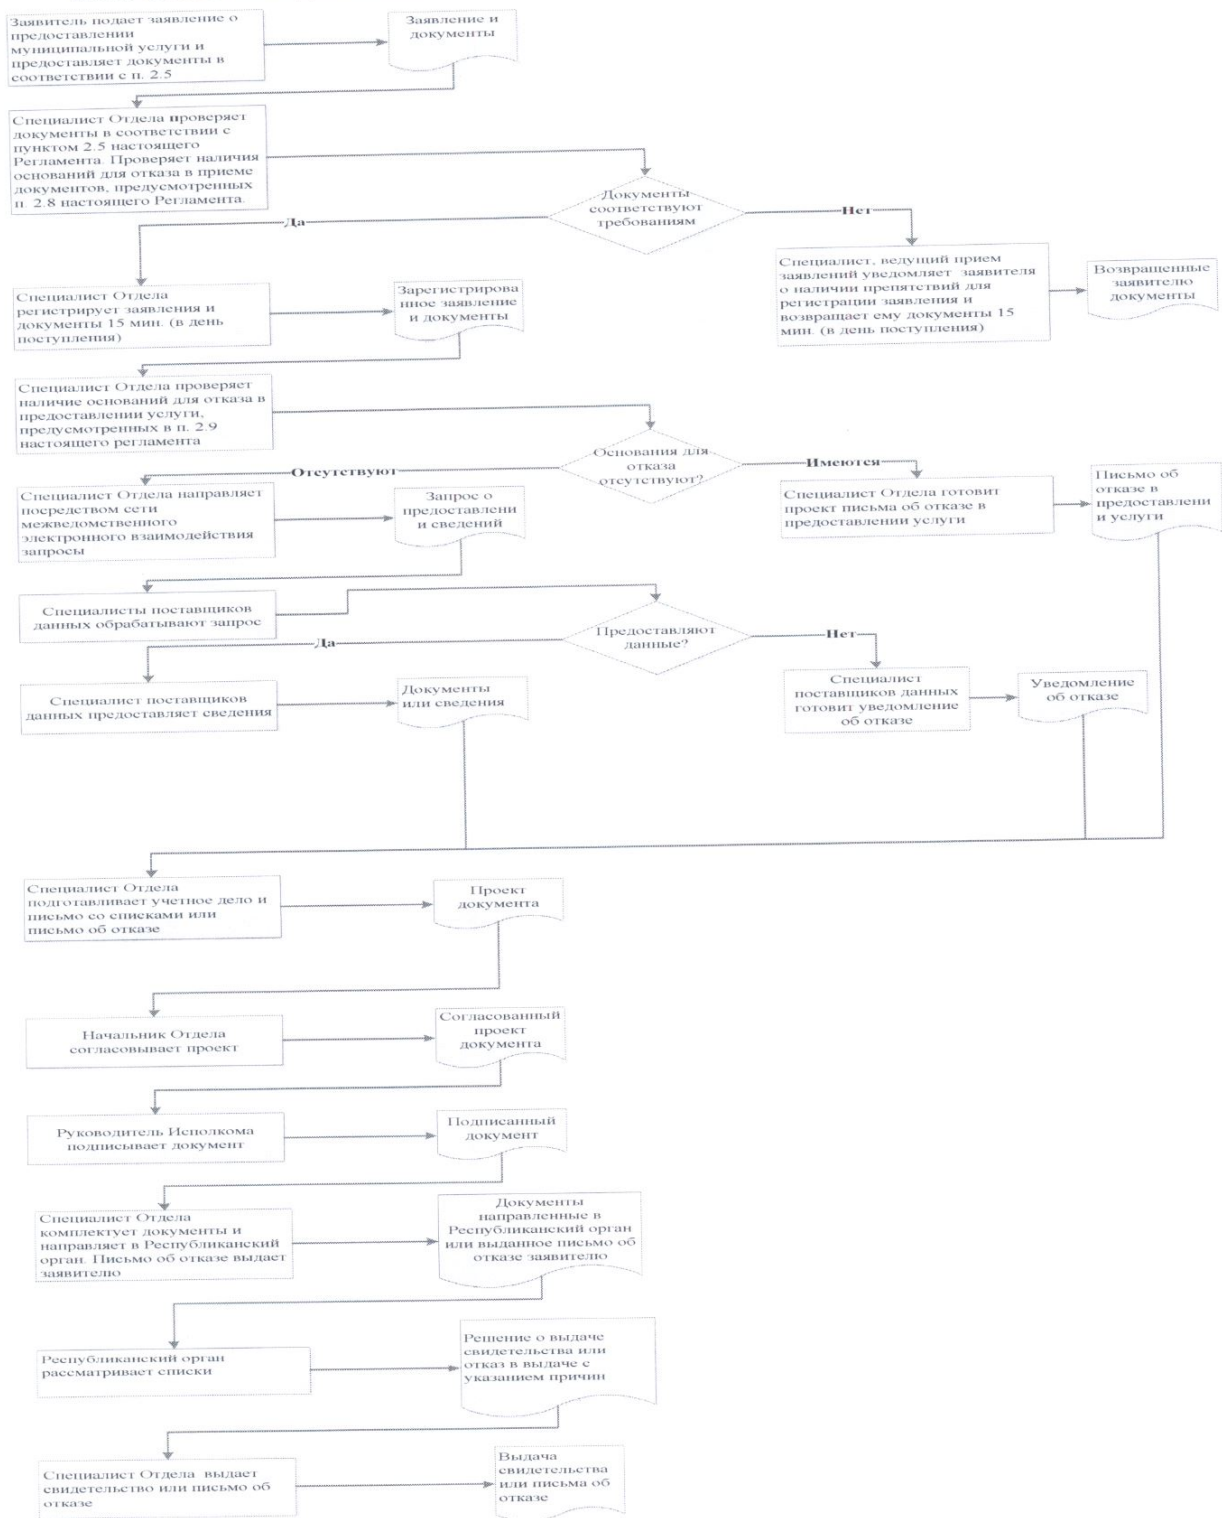 Заявитель подает заявление о
предоставлении
муниципальной услуги и
предоставляет документы в
соответствии с п. 2.5
Заявление и
документы
Специалист Отдела проверяет
документы в соответствии с
пунктом 2.5 настоящего
Регламента. Проверяет наличия
оснований для отказа в приеме
документов, предусмотренных
п. 2.8 настоящего Регламента.
Документы
соответствуют
требованиям
Да
Нет
Специалист Отдела
регистрирует заявления и
документы 15 мин. (в день
поступления)
Зарегистрирова
нное заявление
и документы
Специалист, ведущий прием
заявлений уведомляет заявителя
о наличии препятствий для
регистрации заявления и
возвращает ему документы 15
мин. (в день поступления)
Возвращенные
заявителю
документы
Специалист Отдела проверяет
наличие оснований для отказа в
предоставлении услуги,
предусмотренных в п. 2.9
настоящего регламента
Основания для
отказа
отсутствуют?
Отсутствуют
Имеются
Специалист Отдела направляет
посредством сети
межведомственного
электронного взаимодействия
запросы
Запрос о
предоставлени
и сведений
Специалист Отдела готовит
проект письма об отказе в
предоставлении услуги
Письмо об
отказе в
предоставлени
и услуги
Специалисты поставщиков
данных обрабатывают запрос
Предоставляют
данные?
Да
Нет
Специалист поставщиков
данных предоставляет сведения
Документы
или сведения
Специалист
поставщиков данных
готовит уведомление
об отказе
Уведомление
об отказе
Специалист Отдела
подготавливает учетное дело и
письмо со списками или
письмо об отказе
Проект
документа
Начальник Отдела
согласовывает проект
Согласованный
проект
документа
Руководитель Исполкома
подписывает документ
Подписанный
документ
Специалист Отдела
комплектует документы и
направляет в Республиканский
орган. Письмо об отказе выдает
заявителю
Документы
направленные в
Республиканский орган
или выданное письмо об
отказе заявителю
Республиканский орган
рассматривает списки
Решение о выдаче
свидетельства или
отказ в выдаче с
указанием причин
Специалист Отдела выдает
свидетельство или письмо об
отказе
Выдача
свидетельства
или письма об
отказе